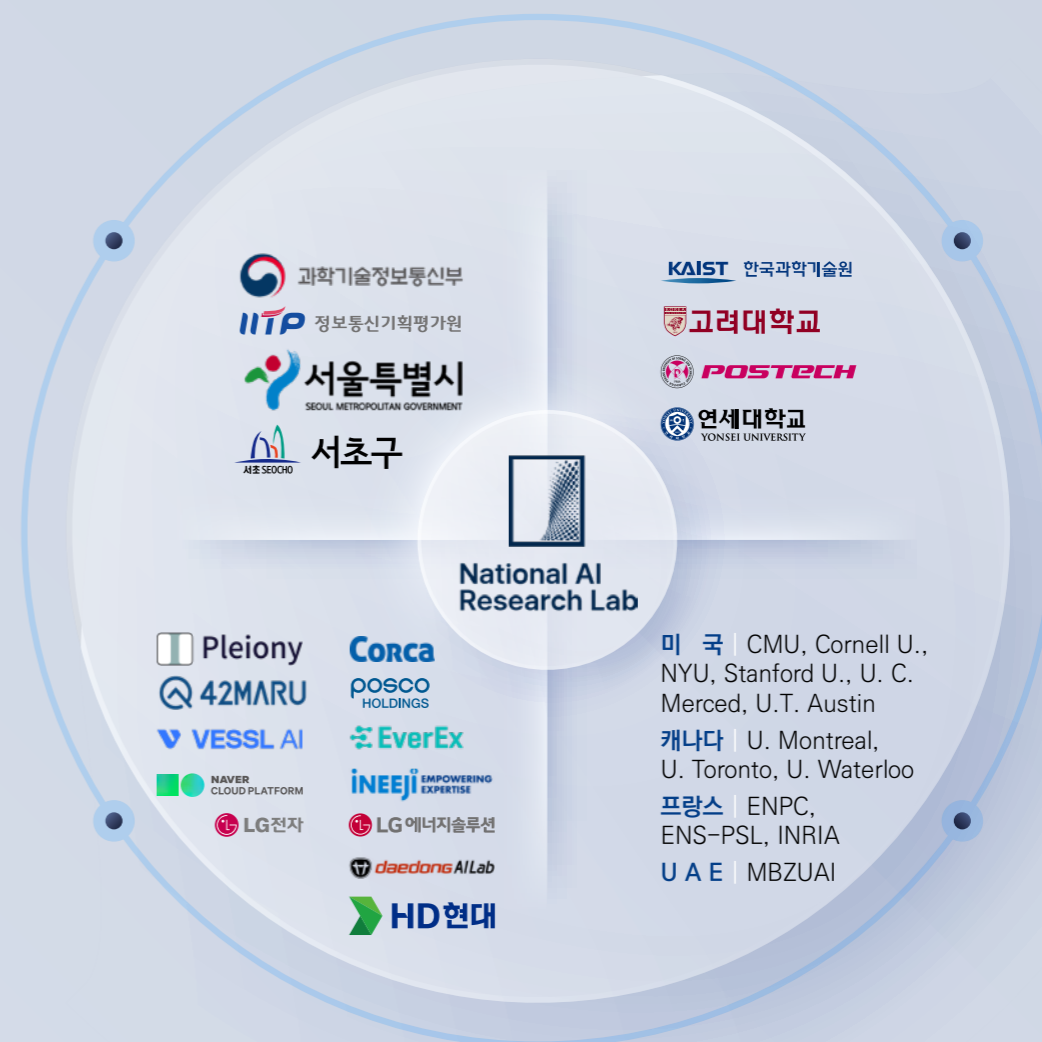 과학기술정보통신부
IITP 정보통신기획평가원
서울특별시
SEOUL METROPOLITAN GOVERNMENT
서초 SEOCHO 서초구
KAIST 한국과학기술원
KOREA
고려대학교
POSTECH
연세대학교
YONSEI UNIVERSITY
National AI
Research Lab
Pleiony
42MARU
VESSL AI
NAVER
CLOUD PLATFORM
LG전자
CORCA
posco
HOLDINGS
EverEx
iNEEJi EMPOWERING
EXPERTISE
LG에너지솔루션
daedong AI Lab
HD현대
미 국 | CMU, Cornell U.,
NYU, Stanford U., U. C.
Merced, U.T. Austin
캐나다 | U. Montreal,
U. Toronto, U. Waterloo
프랑스 | ENPC,
ENS-PSL, INRIA
U A E | MBZUAI